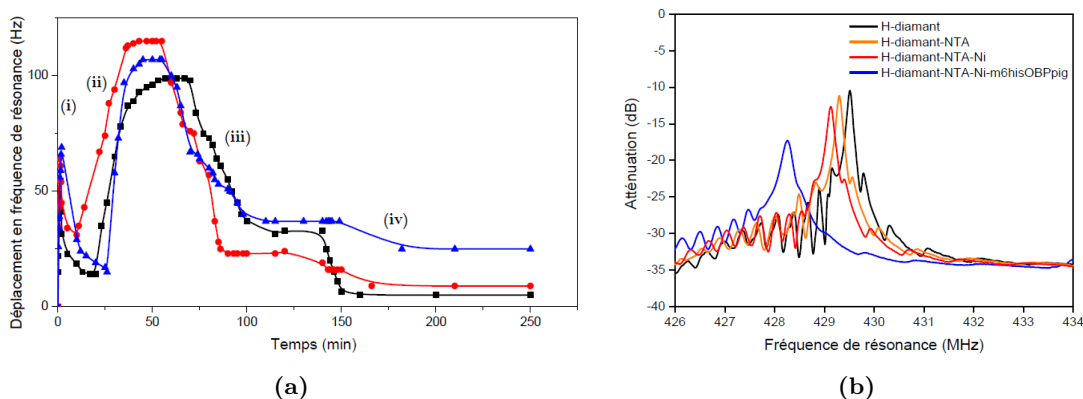 Déplacement en fréquence de résonance (Hz)
100
50
0
(i)
(ii)
(iii)
(iv)
0
50
100
150
200
250
Temps (min)
(a)
Atténuation (dB)
0
-5
-10
-15
-20
-25
-30
-35
-40
H-diamant
H-diamant-NTA
H-diamant-NTA-Ni
H-diamant-NTA-Ni-m6hisOBPpig
426
427
428
429
430
431
432
433
434
Fréquence de résonance (MHz)
(b)